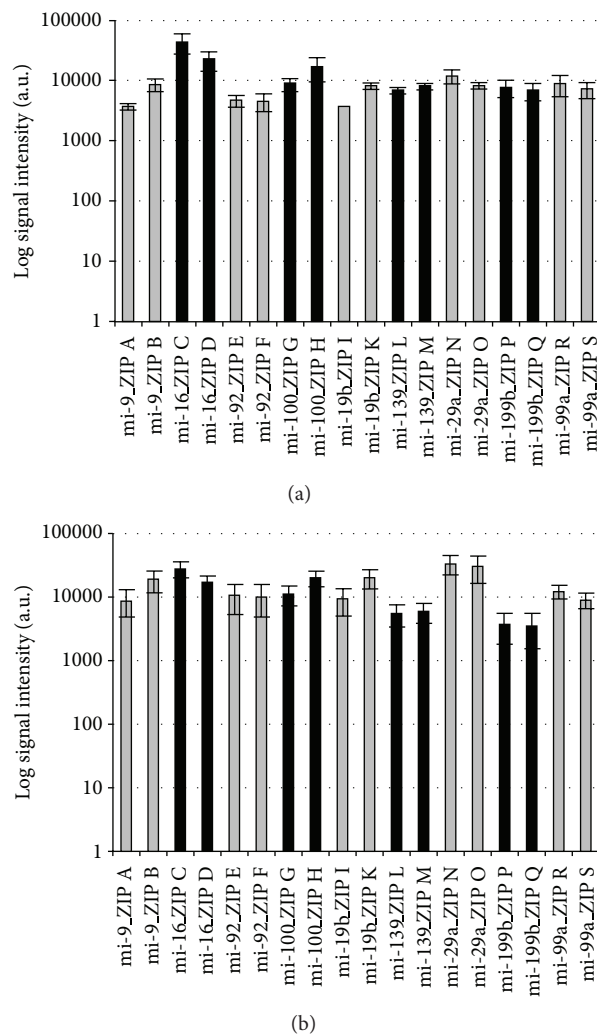 100000
10000
1000
100
10
1
Log signal intensity (a.u.)
mi-9_ZIP A
mi-9_ZIP B
mi-16_ZIP C
mi-16_ZIP D
mi-92_ZIP E
mi-92_ZIP F
mi-100_ZIP G
mi-100_ZIP H
mi-19b_ZIP I
mi-19b_ZIP K
mi-139_ZIP L
mi-139_ZIP M
mi-29a_ZIP N
mi-29a_ZIP O
mi-199b_ZIP P
mi-199b_ZIP Q
mi-99a_ZIP R
mi-99a_ZIP S
(a)
100000
10000
1000
100
10
1
Log signal intensity (a.u.)
mi-9_ZIP A
mi-9_ZIP B
mi-16_ZIP C
mi-16_ZIP D
mi-92_ZIP E
mi-92_ZIP F
mi-100_ZIP G
mi-100_ZIP H
mi-19b_ZIP I
mi-19b_ZIP K
mi-139_ZIP L
mi-139_ZIP M
mi-29a_ZIP N
mi-29a_ZIP O
mi-199b_ZIP P
mi-199b_ZIP Q
mi-99a_ZIP R
mi-99a_ZIP S
(b)